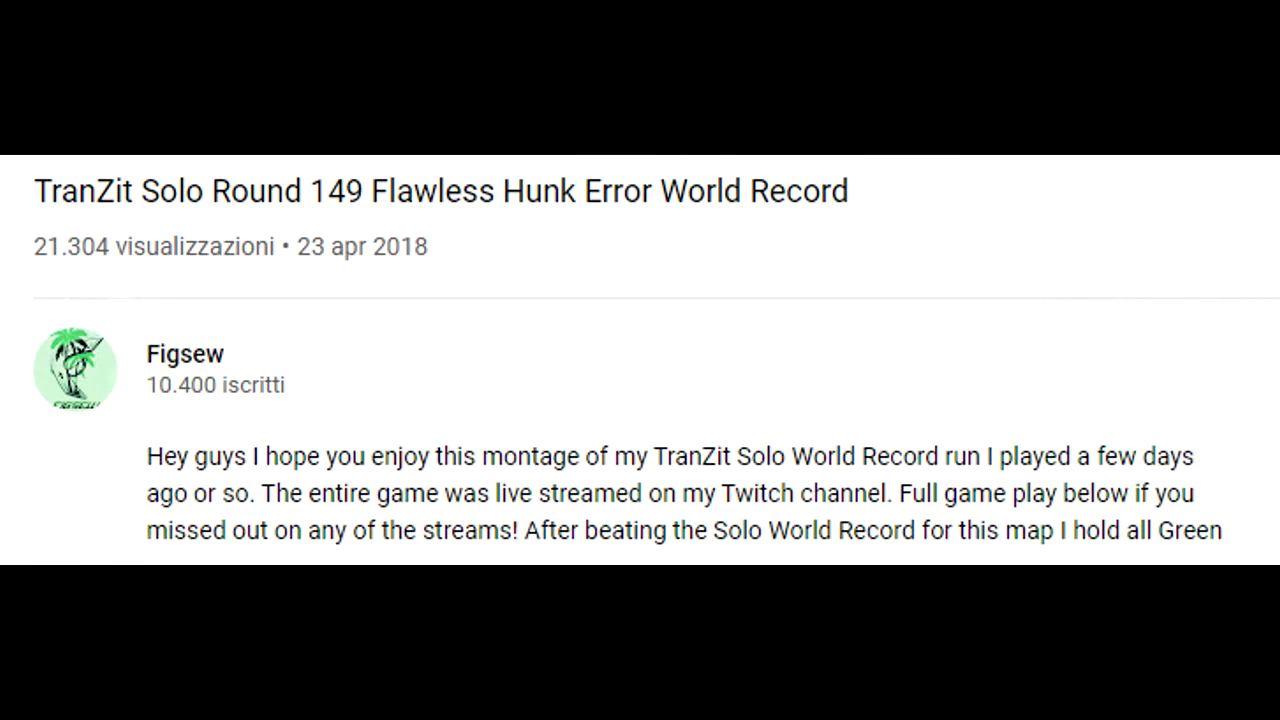 TranZit Solo Round 149 Flawless Hunk Error World Record
21.304 visualizzazioni • 23 apr 2018
Figsew
10.400 iscritti
Hey guys I hope you enjoy this montage of my TranZit Solo World Record run I played a few days
ago or so. The entire game was live streamed on my Twitch channel. Full game play below if you
missed out on any of the streams! After beating the Solo World Record for this map I hold all Green